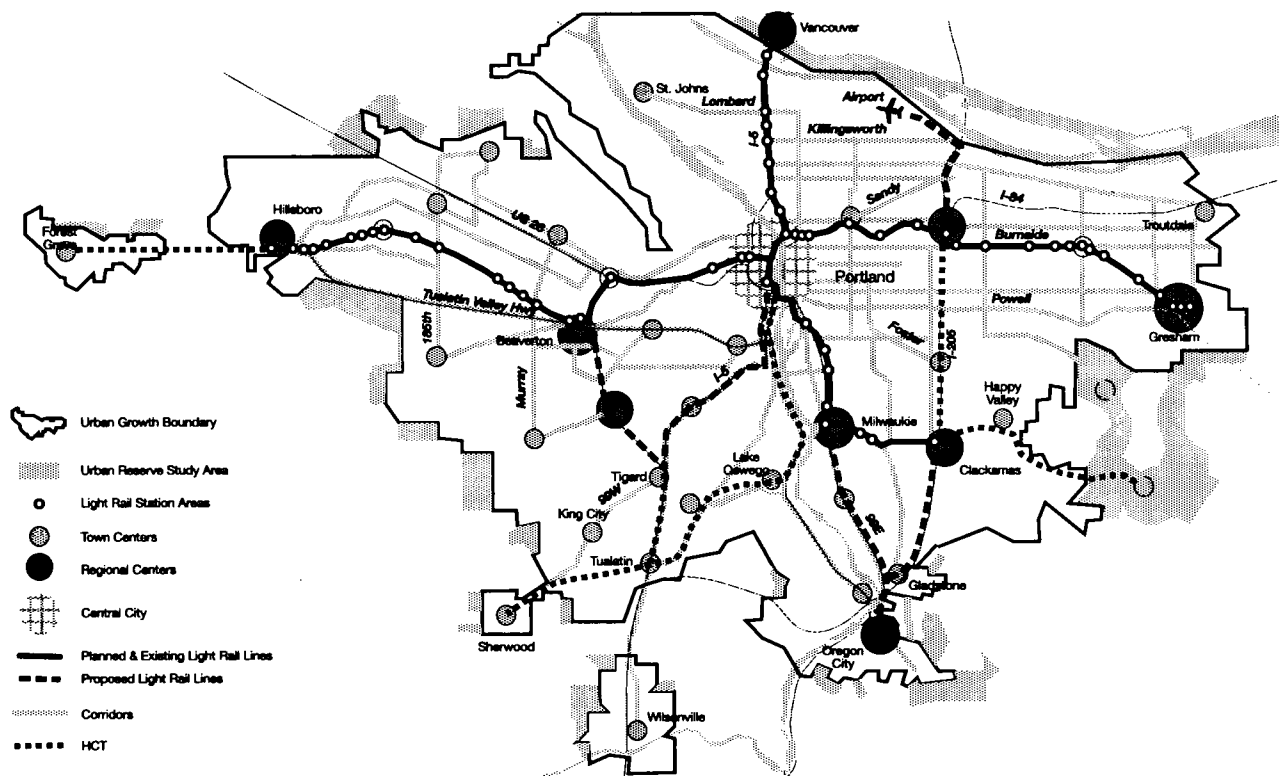 Vancouver
St. Johns
Lombard
Airport
Killingsworth
I-5
Sandy
I-84
Troutdale
Hillsboro
US-26
Forest
Grove
Burnside
Portland
Powell
Tualatin Valley Hwy
185th
Beaverton
Foster
I-205
Gresham
I-5
Murray
Happy
Valley
Milwaukie
Lake
Oswego
Clackamas
Tigard
99W
King City
99E
Tualatin
Gladstone
Sherwood
Oregon
City
Wilsonville
Urban Growth Boundary
Urban Reserve Study Area
Light Rail Station Areas
Town Centers
Regional Centers
Central City
Planned & Existing Light Rail Lines
Proposed Light Rail Lines
Corridors
HCT